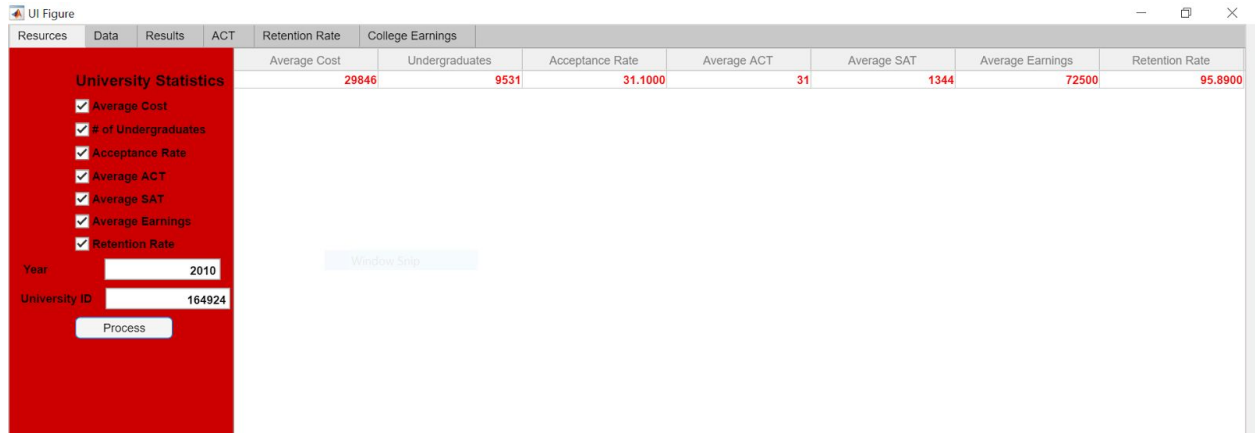 UI Figure
Resurces Data Results ACT Retention Rate College Earnings
Average Cost Undergraduates Acceptance Rate Average ACT Average SAT Average Earnings Retention Rate
29846 9531 31.1000 31 1344 72500 95.8900
University Statistics
Average Cost
# of Undergraduates
Acceptance Rate
Average ACT
Average SAT
Average Earnings
Retention Rate
Window Snip
Year 2010
University ID 164924
Process